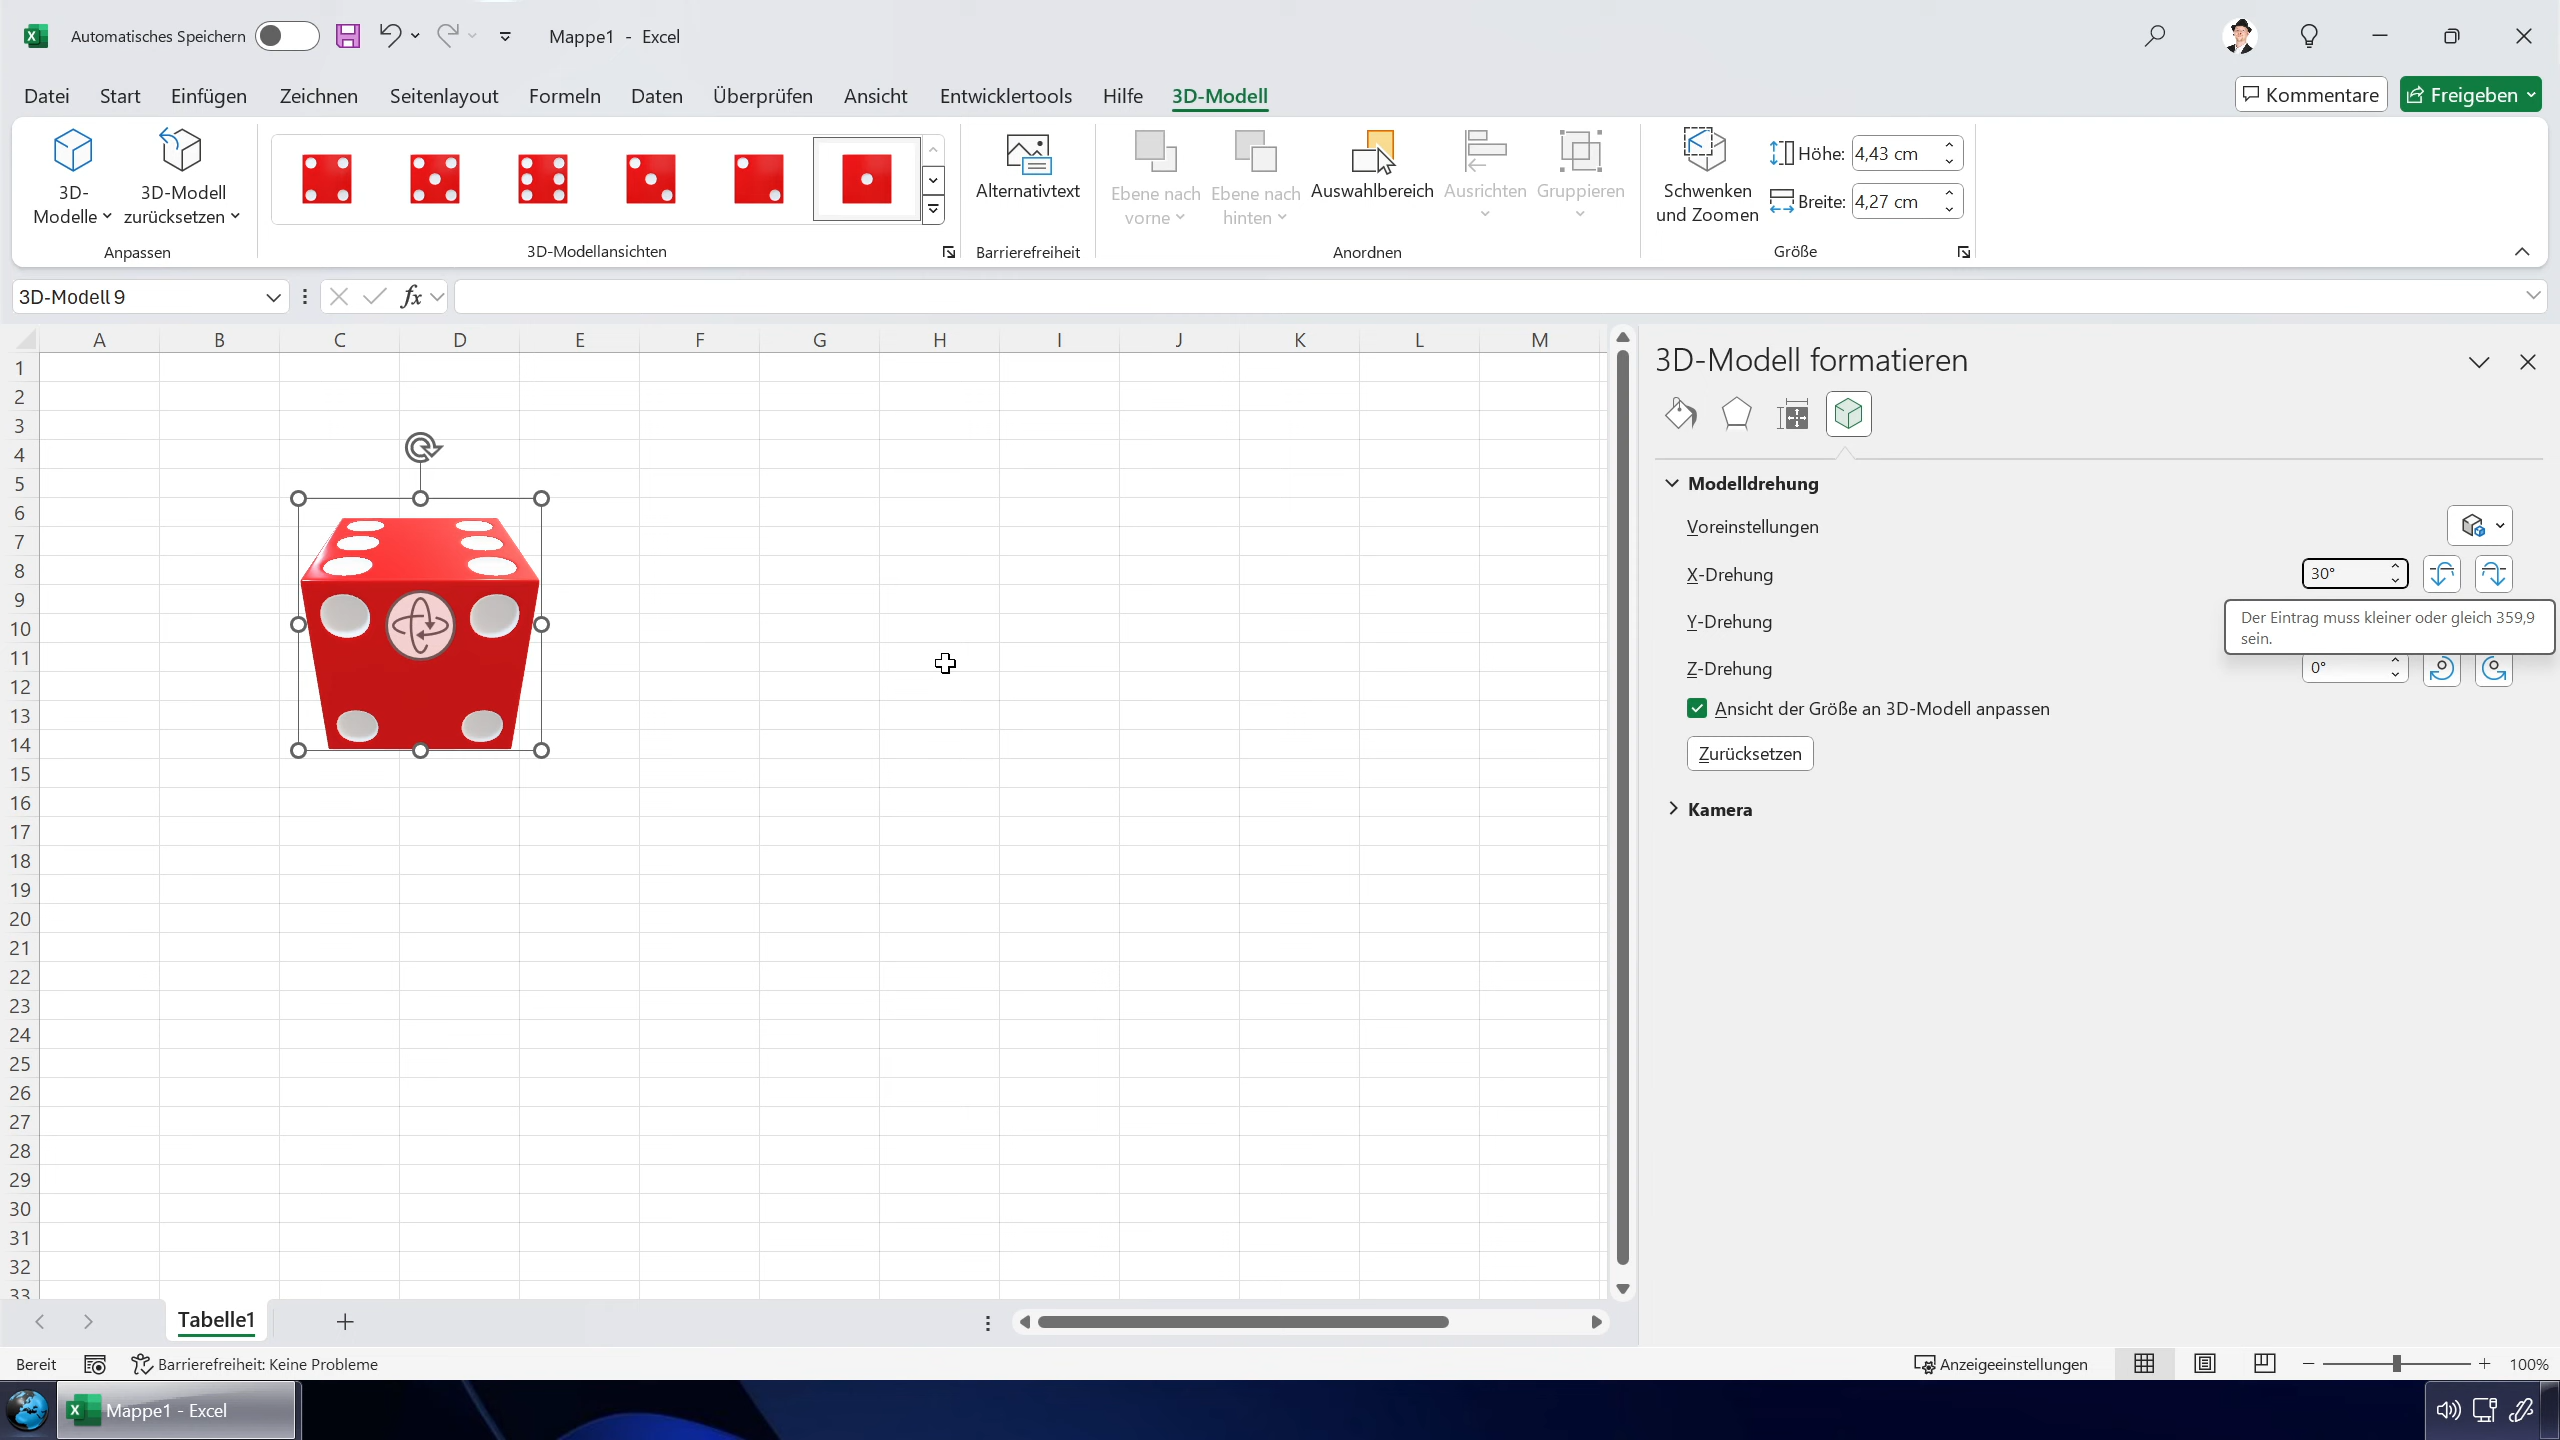 Automatisches Speichern
Mappe1 - Excel
Datei Start Einfügen Zeichnen Seitenlayout Formeln Daten Überprüfen Ansicht Entwicklertools Hilfe 3D-Modell
Kommentare Freigeben
3D-
Modelle
3D-Modell
zurücksetzen
Anpassen
3D-Modellansichten
Alternativtext
Barrierefreiheit
Ebene nach
vorne
Ebene nach
hinten
Auswahlbereich
Ausrichten
Gruppieren
Anordnen
Schwenken
und Zoomen
Höhe: 4,43 cm
Breite: 4,27 cm
Größe
3D-Modell 9
fx
A B C D E F G H I J K L M
1
2
3
4
5
6
7
8
9
10
11
12
13
14
15
16
17
18
19
20
21
22
23
24
25
26
27
28
29
30
31
32
33
3D-Modell formatieren
Modelldrehung
Voreinstellungen
X-Drehung 30°
Y-Drehung
Der Eintrag muss kleiner oder gleich 359,9
sein.
Z-Drehung 0°
Ansicht der Größe an 3D-Modell anpassen
Zurücksetzen
Kamera
Tabelle1
Bereit
Barrierefreiheit: Keine Probleme
Anzeigeeinstellungen
100%
Mappe1 - Excel